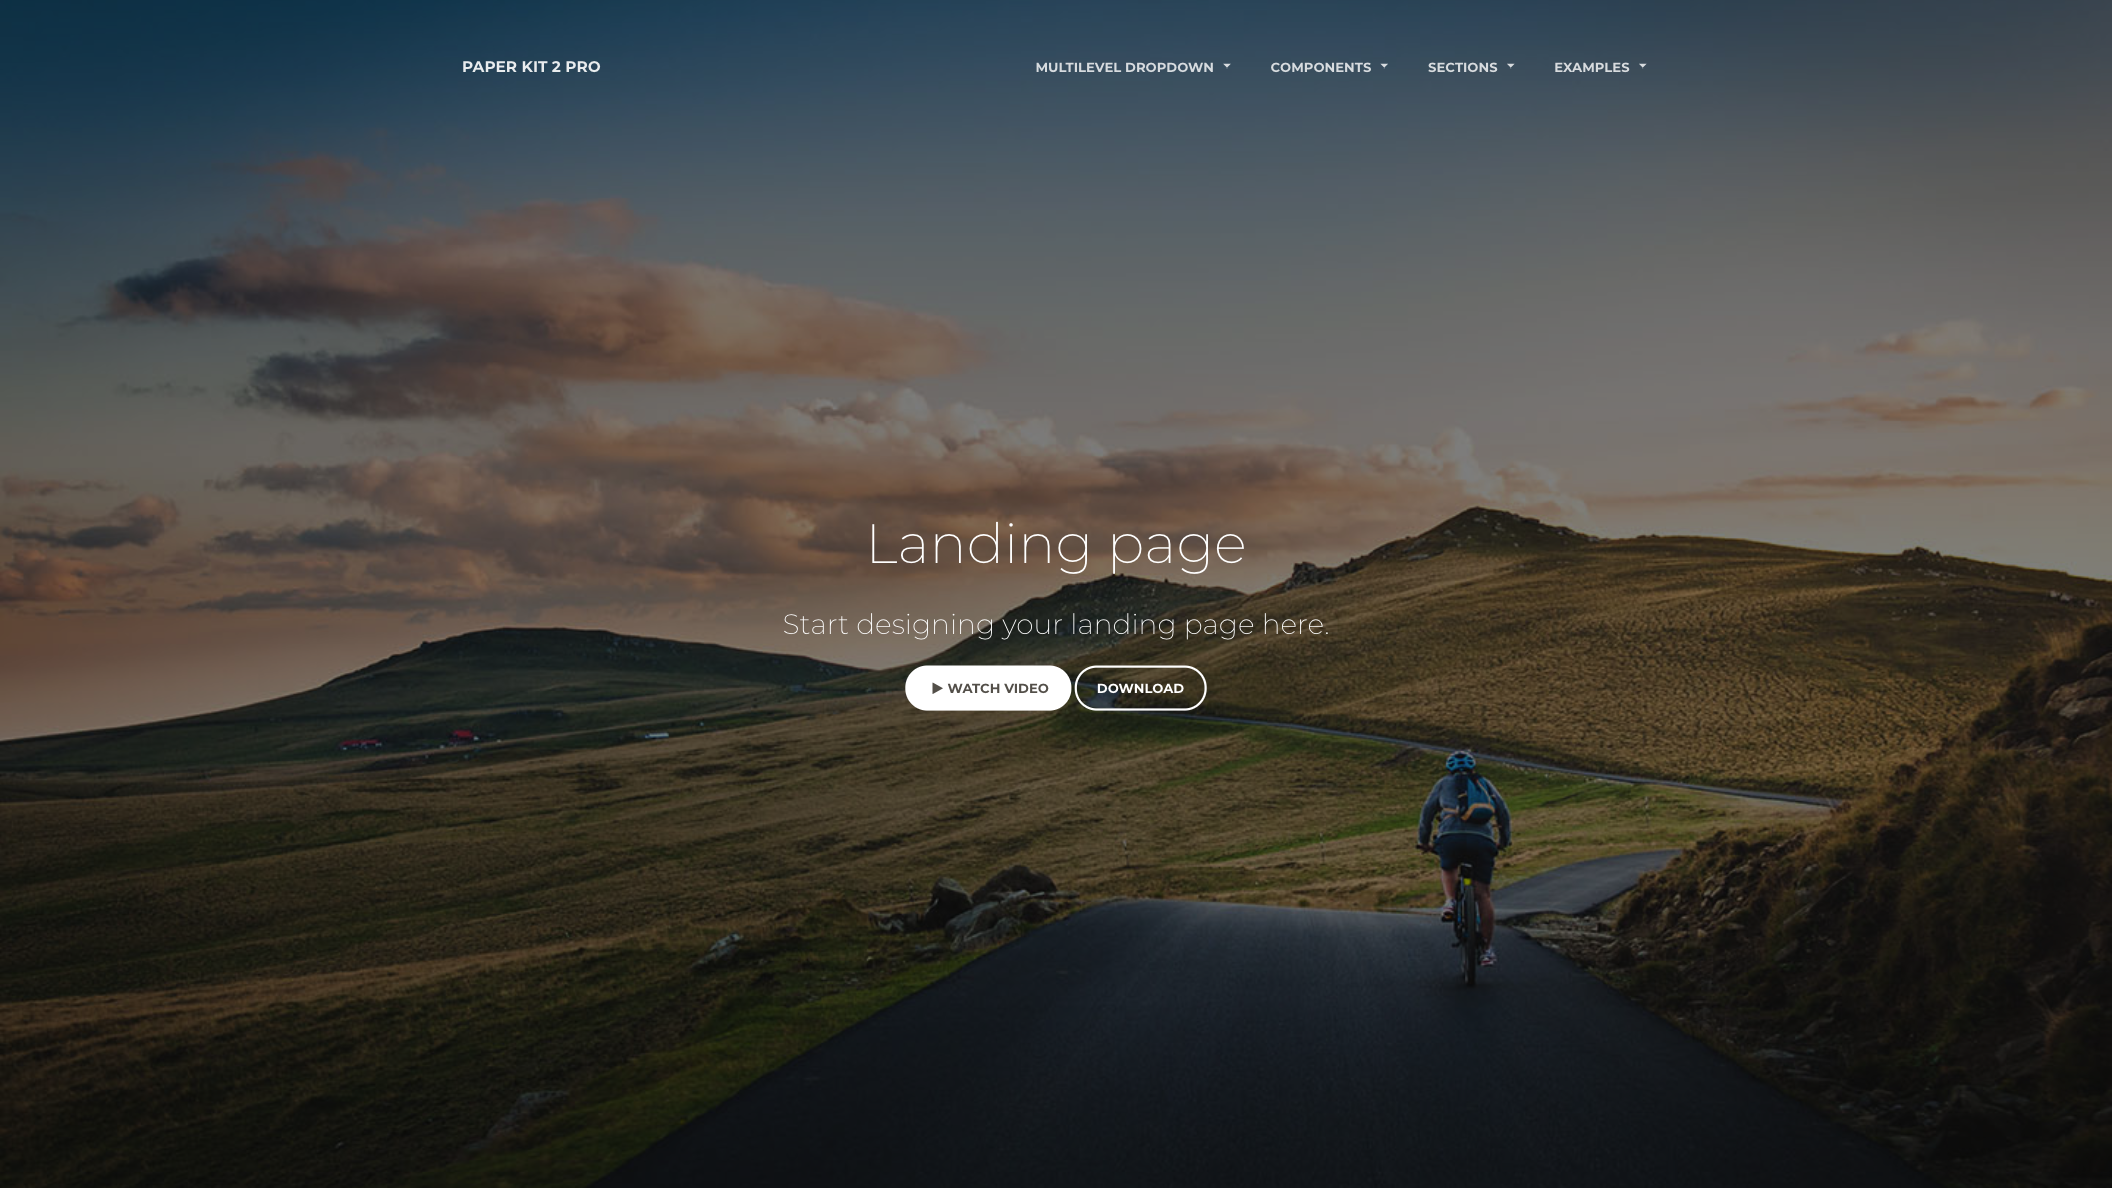 PAPER KIT 2 PRO
MULTILEVEL DROPDOWN
COMPONENTS
SECTIONS
EXAMPLES
Landing page
Start designing your landing page here.
WATCH VIDEO
DOWNLOAD